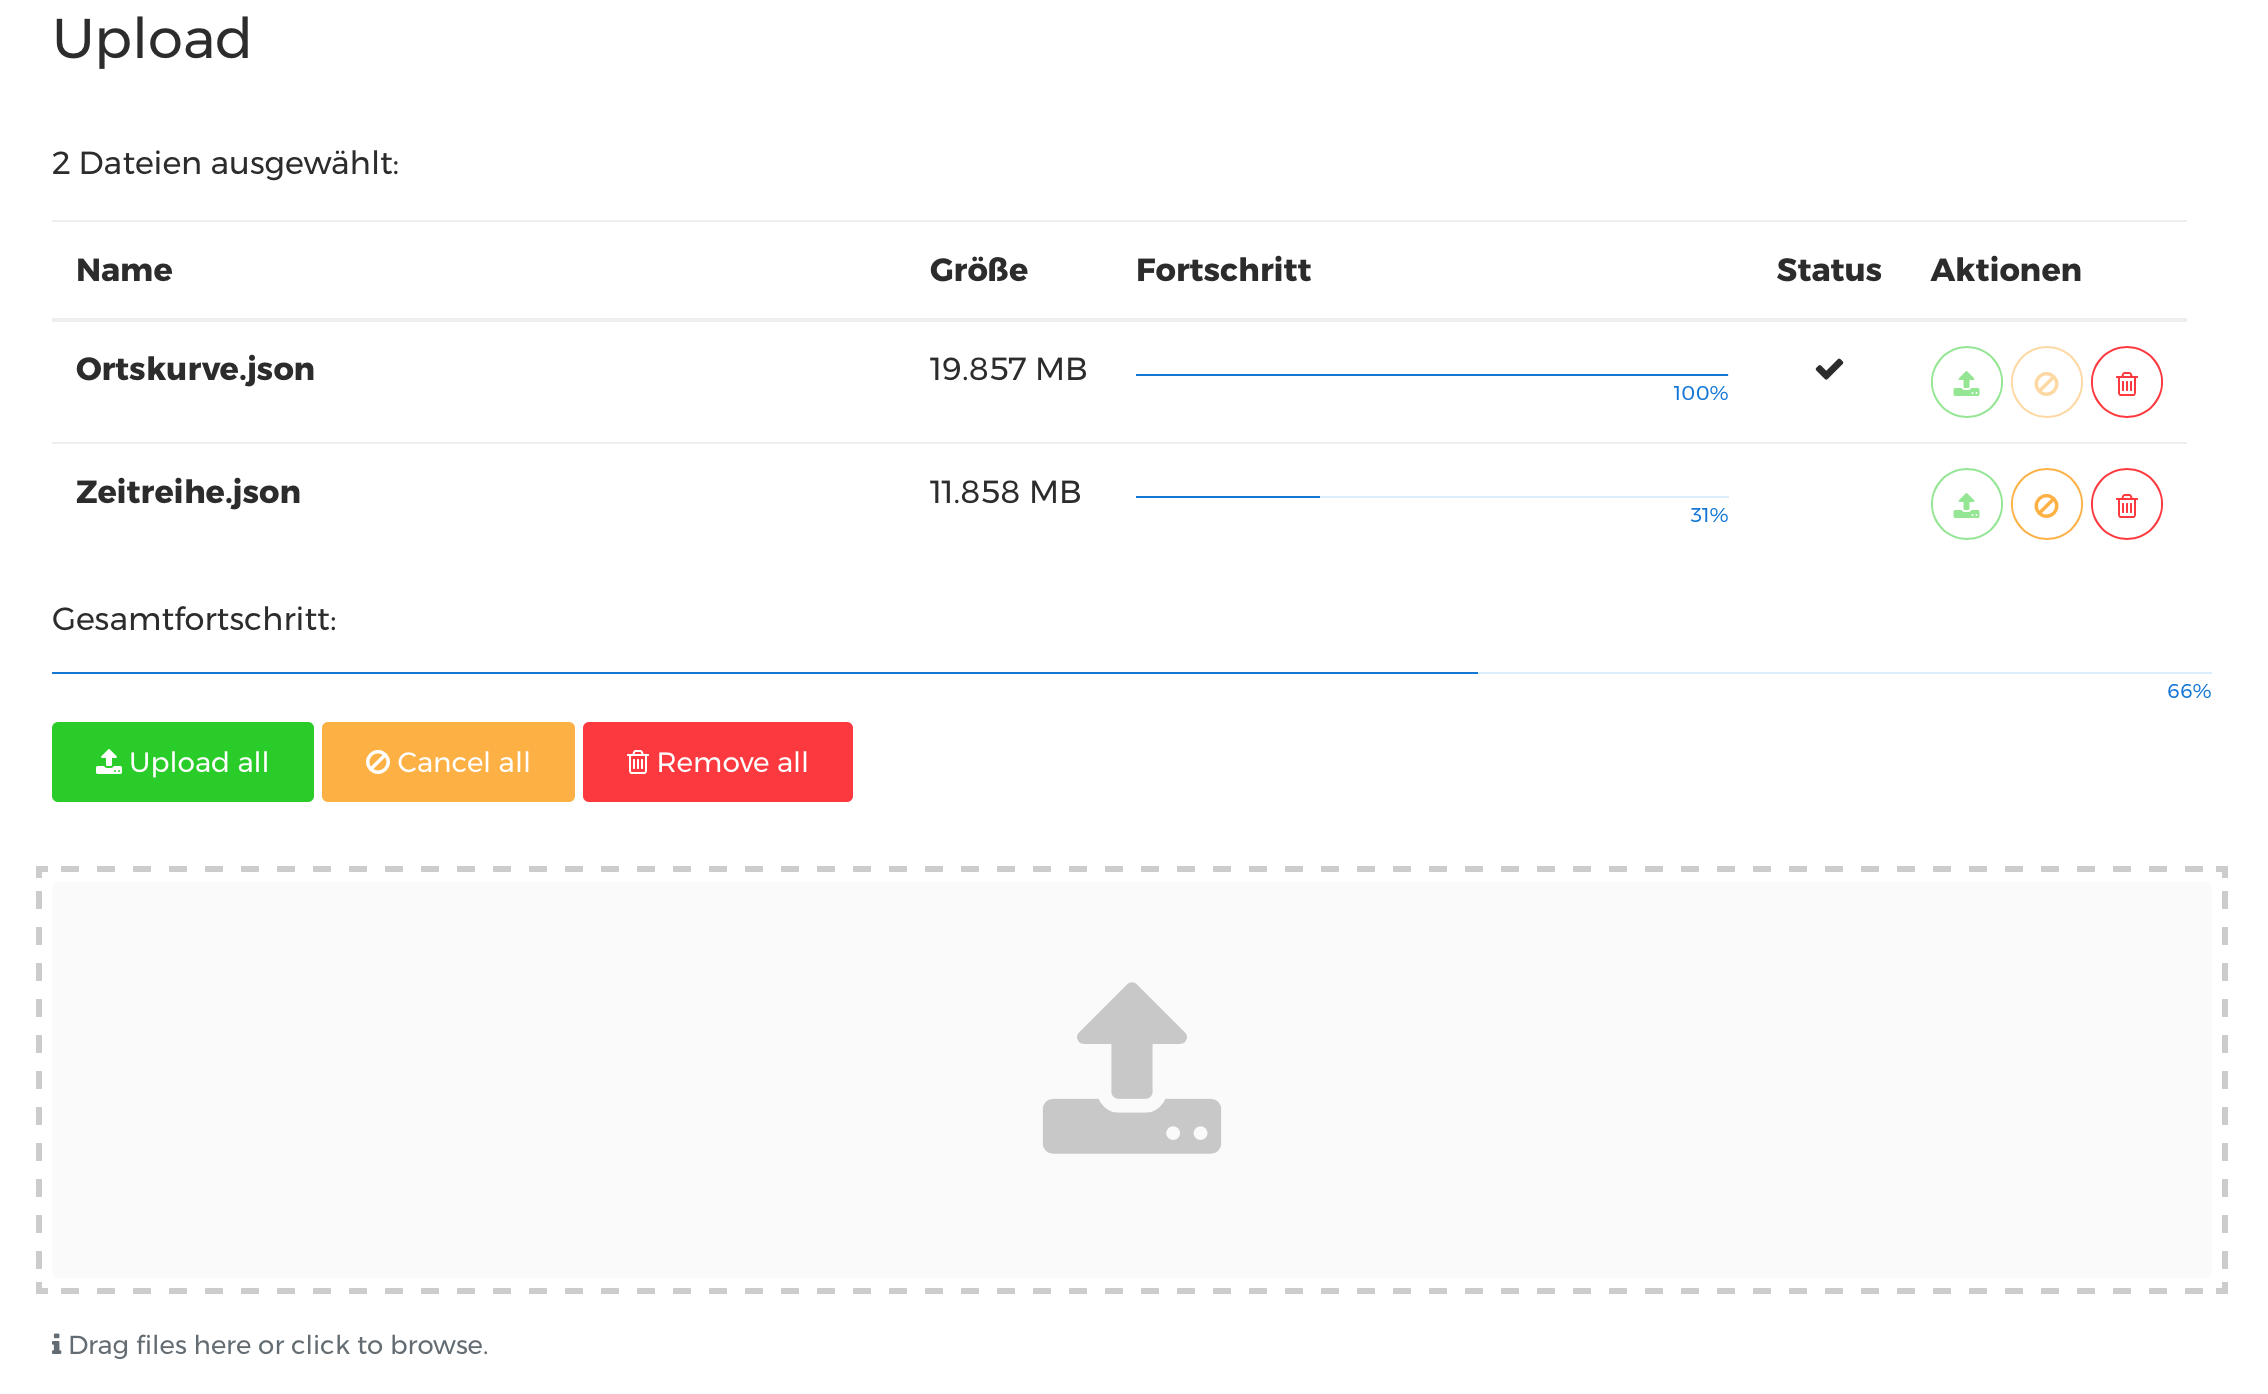 Upload
2 Dateien ausgewählt:
Name Größe Fortschritt Status Aktionen
Ortskurve.json 19.857 MB 100%
Zeitreihe.json 11.858 MB 31%
Gesamtfortschritt:
66%
Upload all Cancel all Remove all
Drag files here or click to browse.